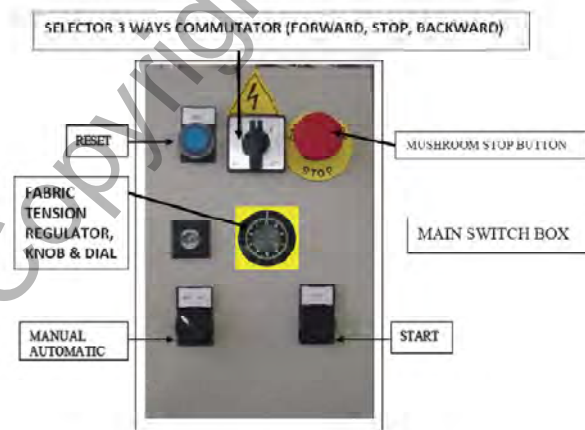 SELECTOR 3 WAYS COMMUTATOR (FORWARD, STOP, BACKWARD)
RESET
STOP
MUSHROOM STOP BUTTON
FABRIC
TENSION
REGULATOR,
KNOB & DIAL
MAIN SWITCH BOX
MANUAL
AUTOMATIC
START
Copyrigh